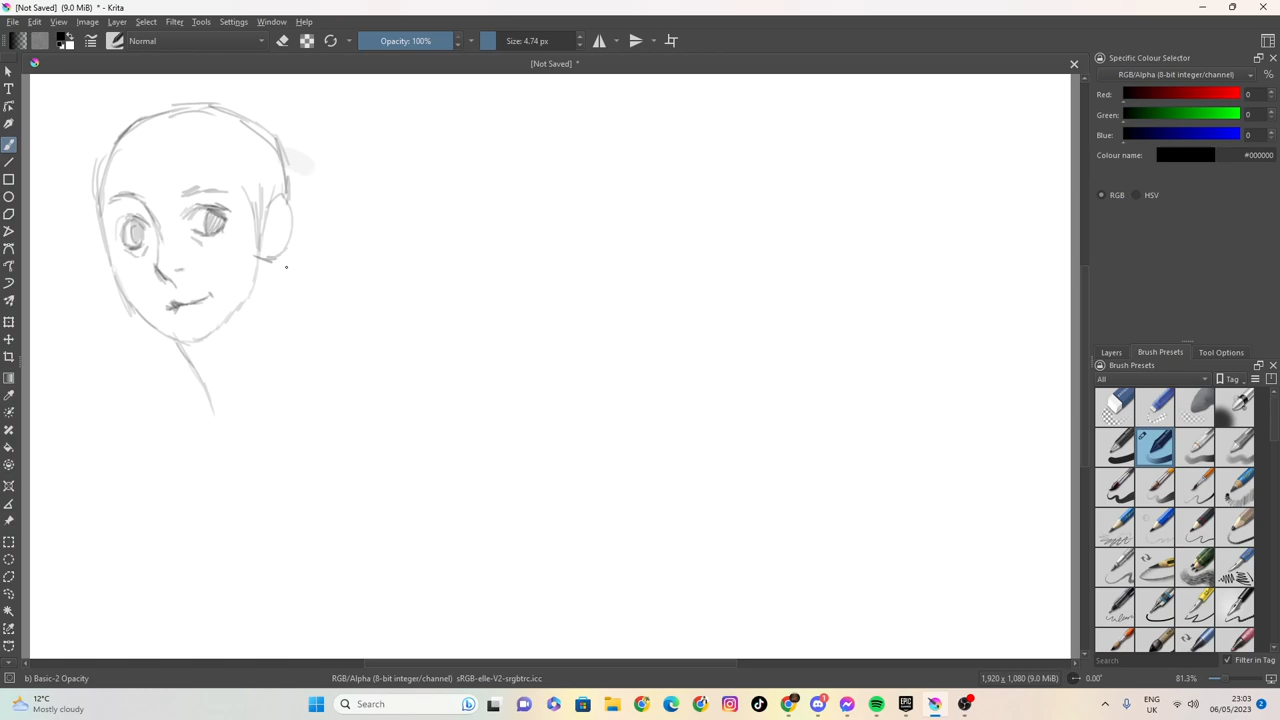 [Not Saved]  (9.0 MiB)  * - Krita
File Edit View Image Layer Select Filter Tools Settings Window Help
Normal Opacity: 100% Size: 4.74 px
[Not Saved]  *
Specific Colour Selector
RGB/Alpha (8-bit integer/channel) %
Red: 0
Green: 0
Blue: 0
Colour name: #000000
RGB HSV
Layers Brush Presets Tool Options
Brush Presets
All Tag
Search Filter in Tag
b) Basic-2 Opacity RGB/Alpha (8-bit integer/channel)  sRGB-elle-V2-srgbtrc.icc 1,920 x 1,080 (9.0 MiB) 0.00° 81.3%
12°C
Mostly cloudy
Search
1
ENG
UK
23:03
06/05/2023
2